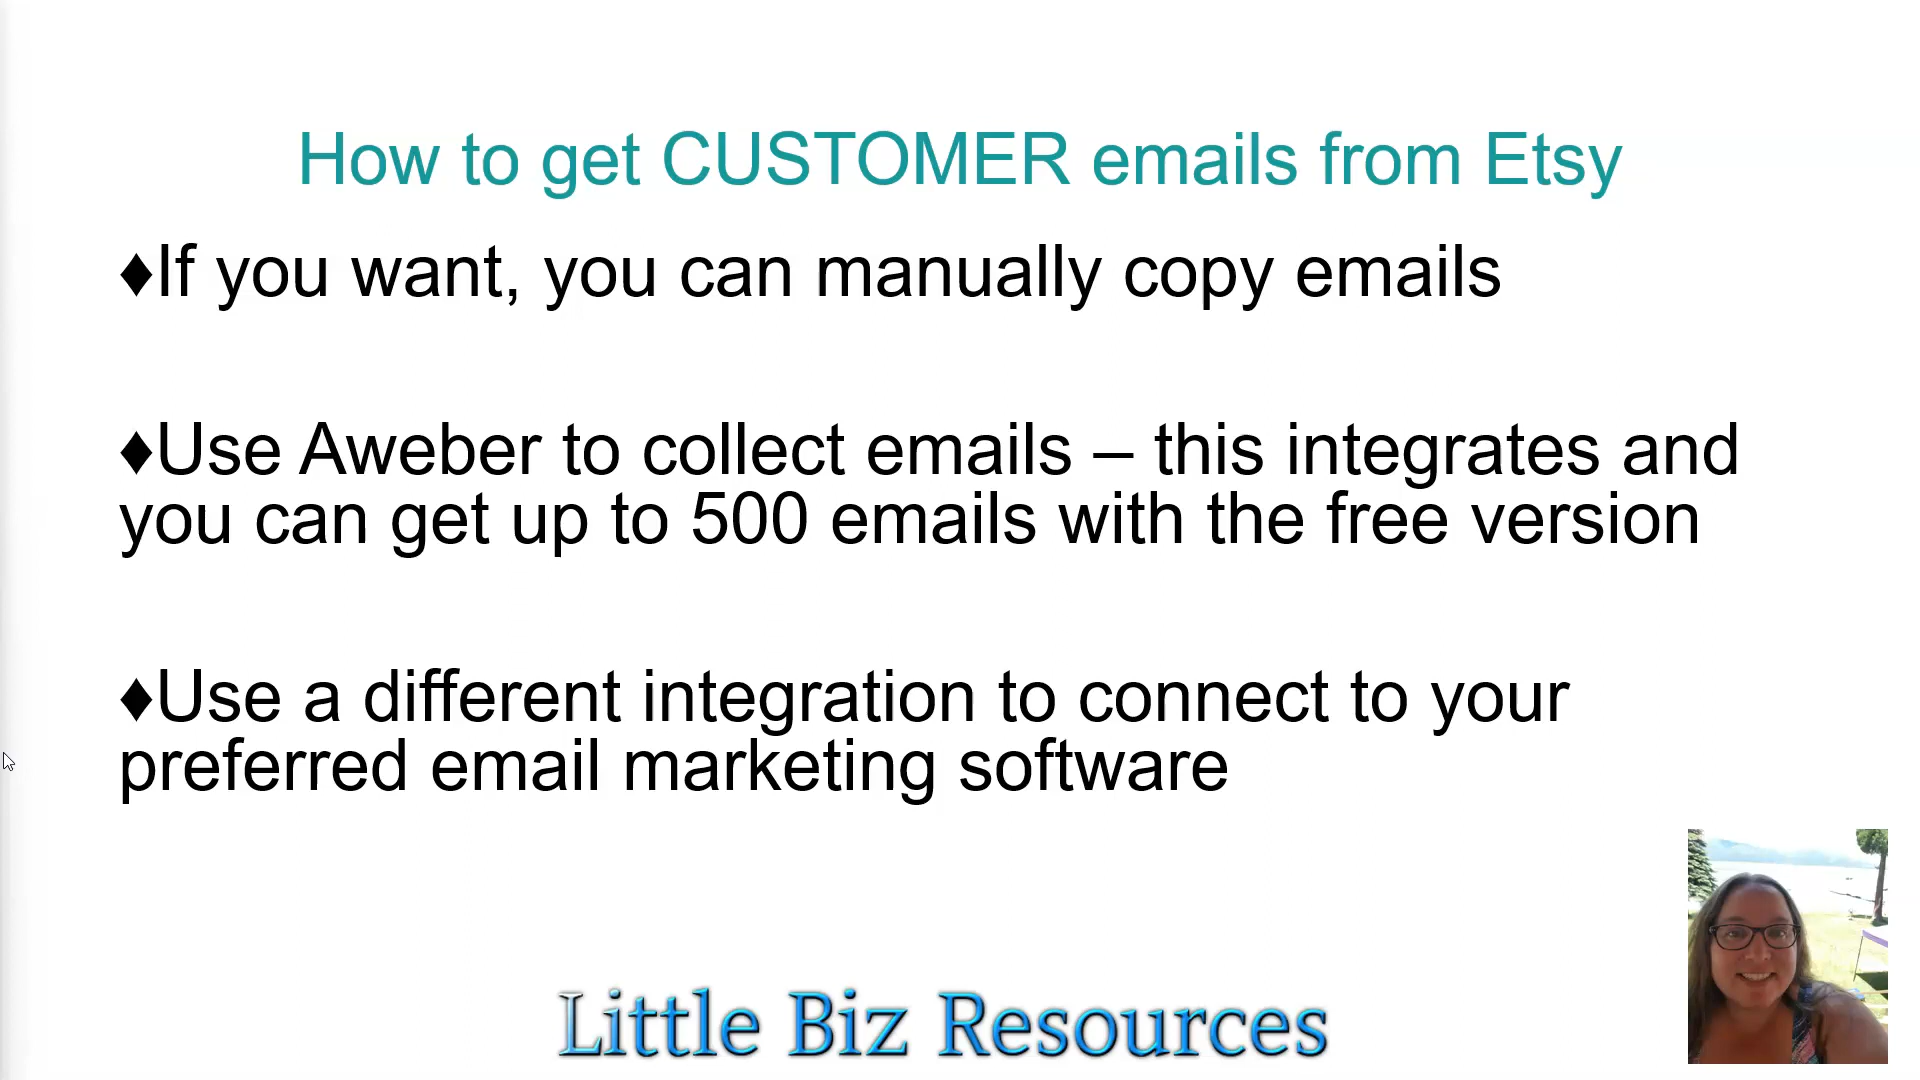 How to get CUSTOMER emails from Etsy
♦If you want, you can manually copy emails
♦Use Aweber to collect emails – this integrates and
you can get up to 500 emails with the free version
♦Use a different integration to connect to your
preferred email marketing software
Little Biz Resources